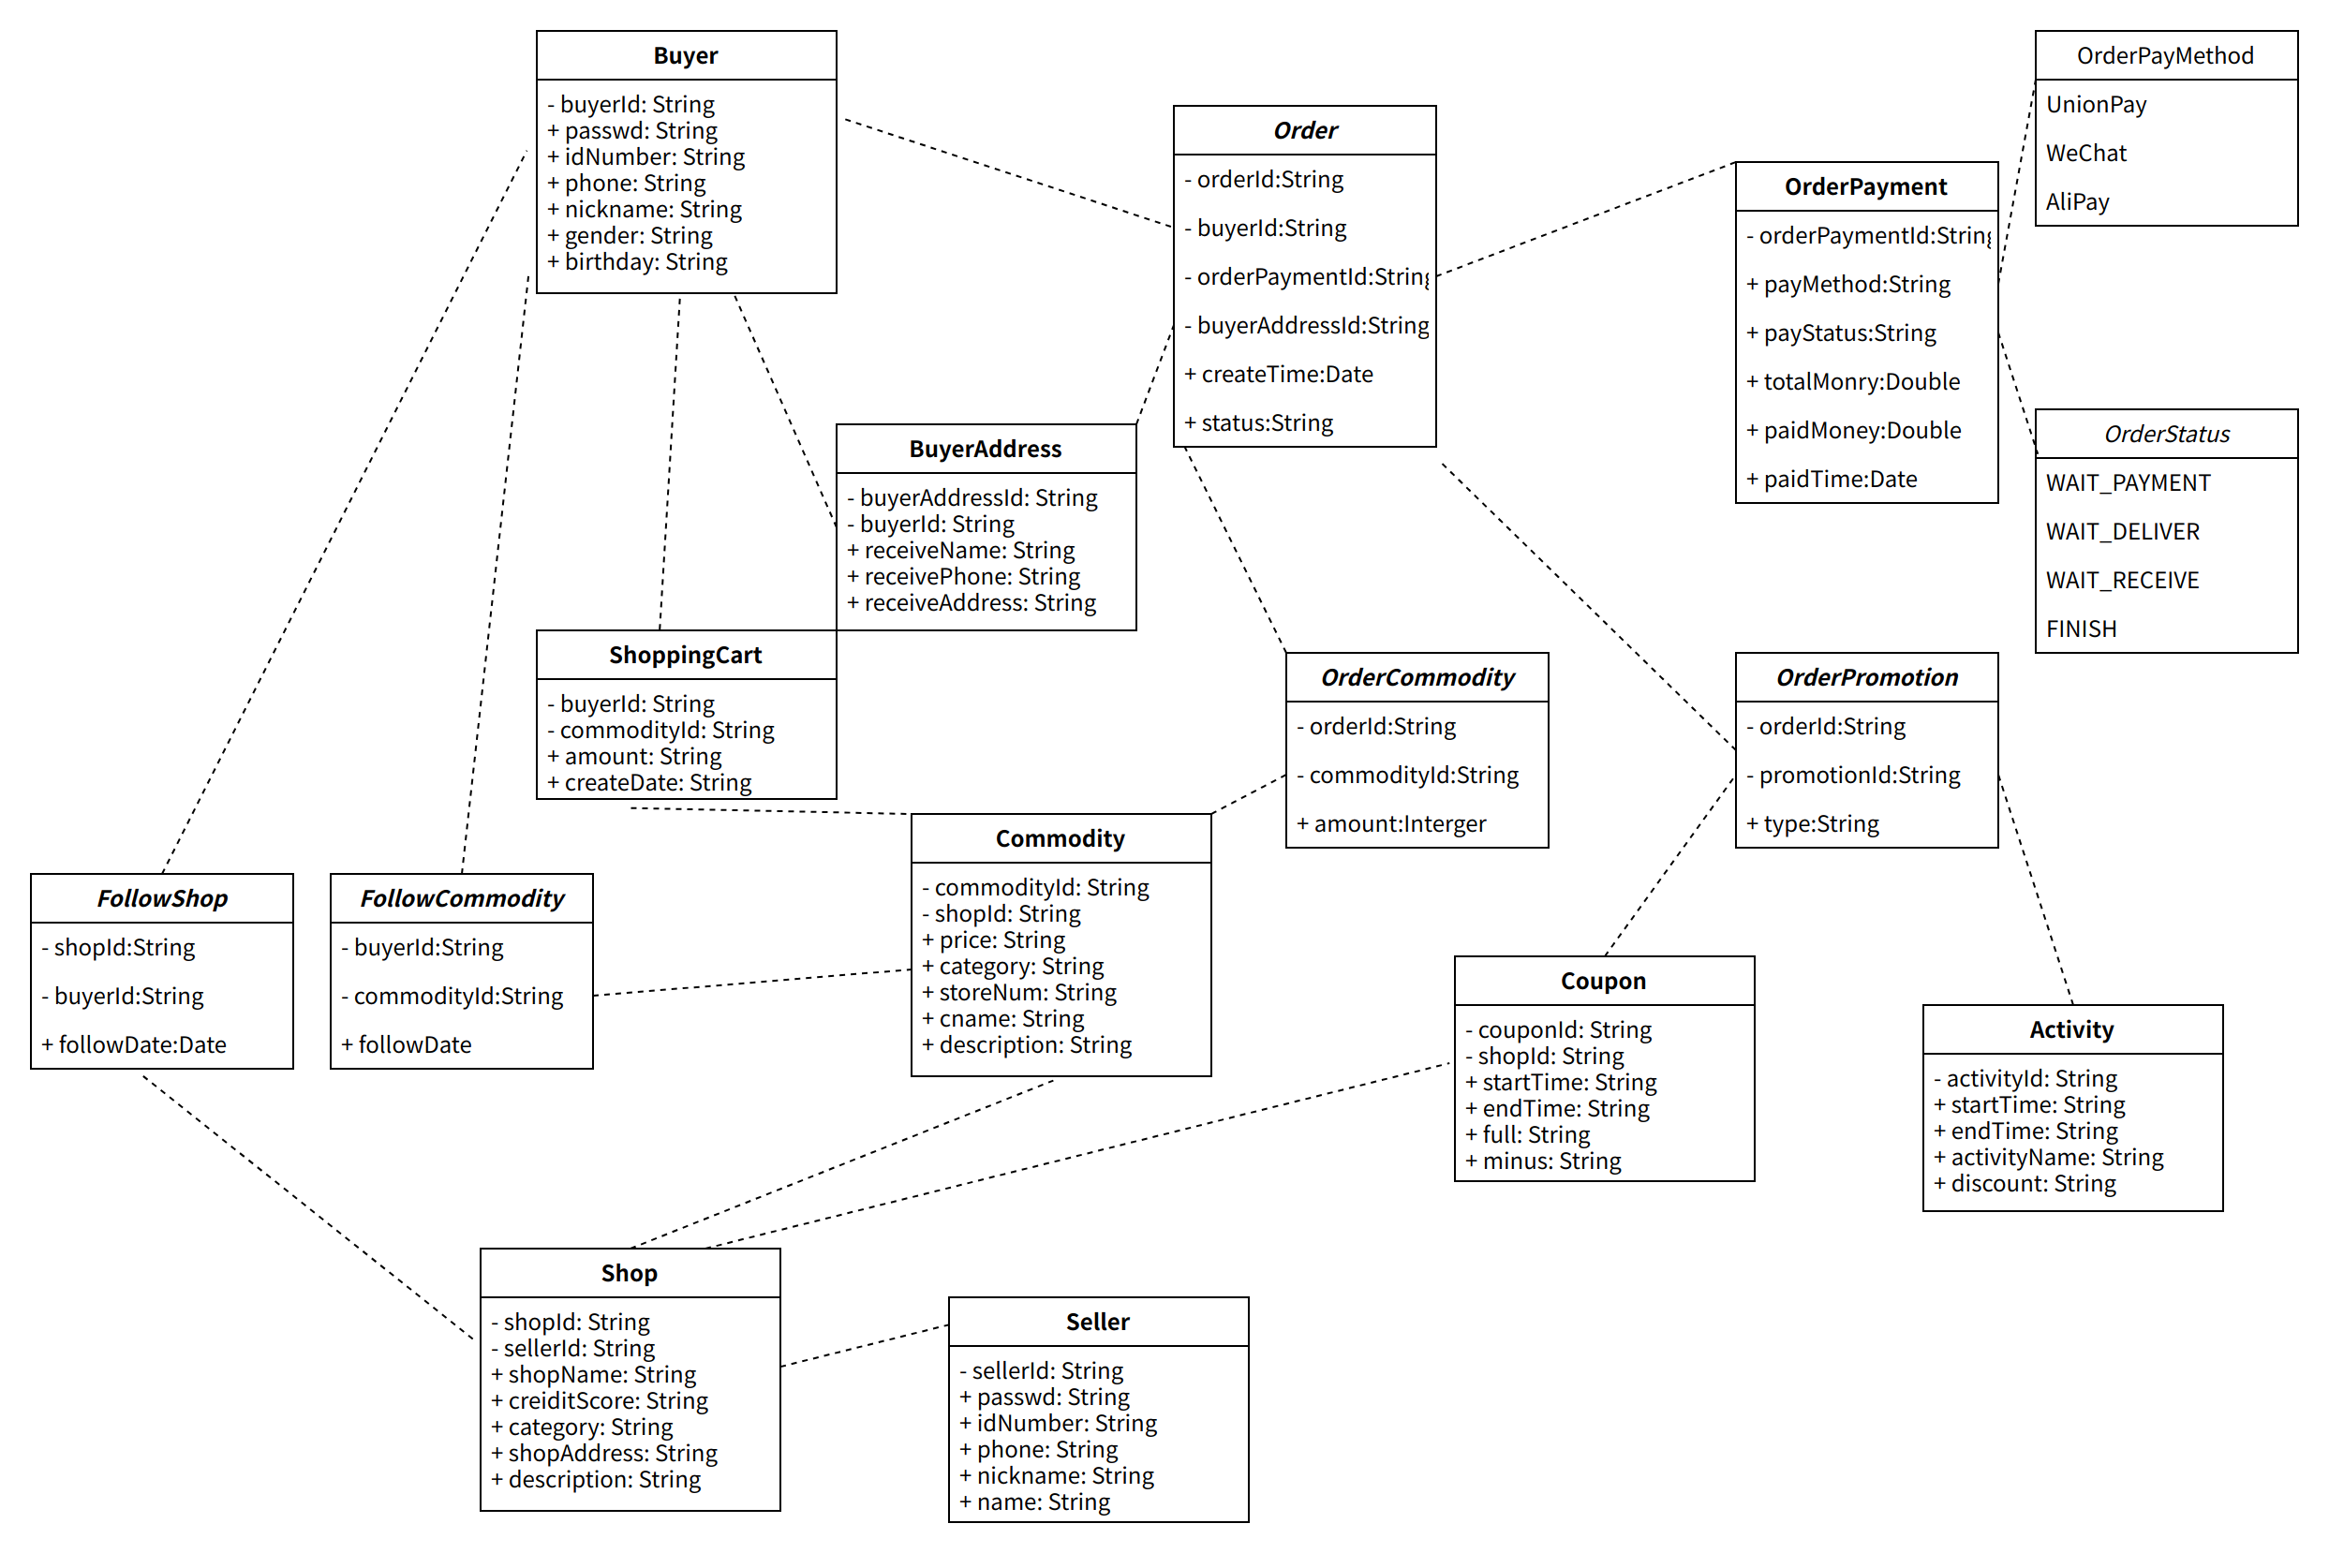 Buyer
- buyerId: String
+ passwd: String
+ idNumber: String
+ phone: String
+ nickname: String
+ gender: String
+ birthday: String
Order
- orderId:String
- buyerId:String
- orderPaymentId:String
- buyerAddressId:String
+ createTime:Date
+ status:String
OrderPayment
- orderPaymentId:String
+ payMethod:String
+ payStatus:String
+ totalMonry:Double
+ paidMoney:Double
+ paidTime:Date
OrderPayMethod
UnionPay
WeChat
AliPay
OrderStatus
WAIT_PAYMENT
WAIT_DELIVER
WAIT_RECEIVE
FINISH
BuyerAddress
- buyerAddressId: String
- buyerId: String
+ receiveName: String
+ receivePhone: String
+ receiveAddress: String
ShoppingCart
- buyerId: String
- commodityId: String
+ amount: String
+ createDate: String
OrderCommodity
- orderId:String
- commodityId:String
+ amount:Interger
OrderPromotion
- orderId:String
- promotionId:String
+ type:String
FollowShop
- shopId:String
- buyerId:String
+ followDate:Date
FollowCommodity
- buyerId:String
- commodityId:String
+ followDate
Commodity
- commodityId: String
- shopId: String
+ price: String
+ category: String
+ storeNum: String
+ cname: String
+ description: String
Coupon
- couponId: String
- shopId: String
+ startTime: String
+ endTime: String
+ full: String
+ minus: String
Activity
- activityId: String
+ startTime: String
+ endTime: String
+ activityName: String
+ discount: String
Shop
- shopId: String
- sellerId: String
+ shopName: String
+ creiditScore: String
+ category: String
+ shopAddress: String
+ description: String
Seller
- sellerId: String
+ passwd: String
+ idNumber: String
+ phone: String
+ nickname: String
+ name: String